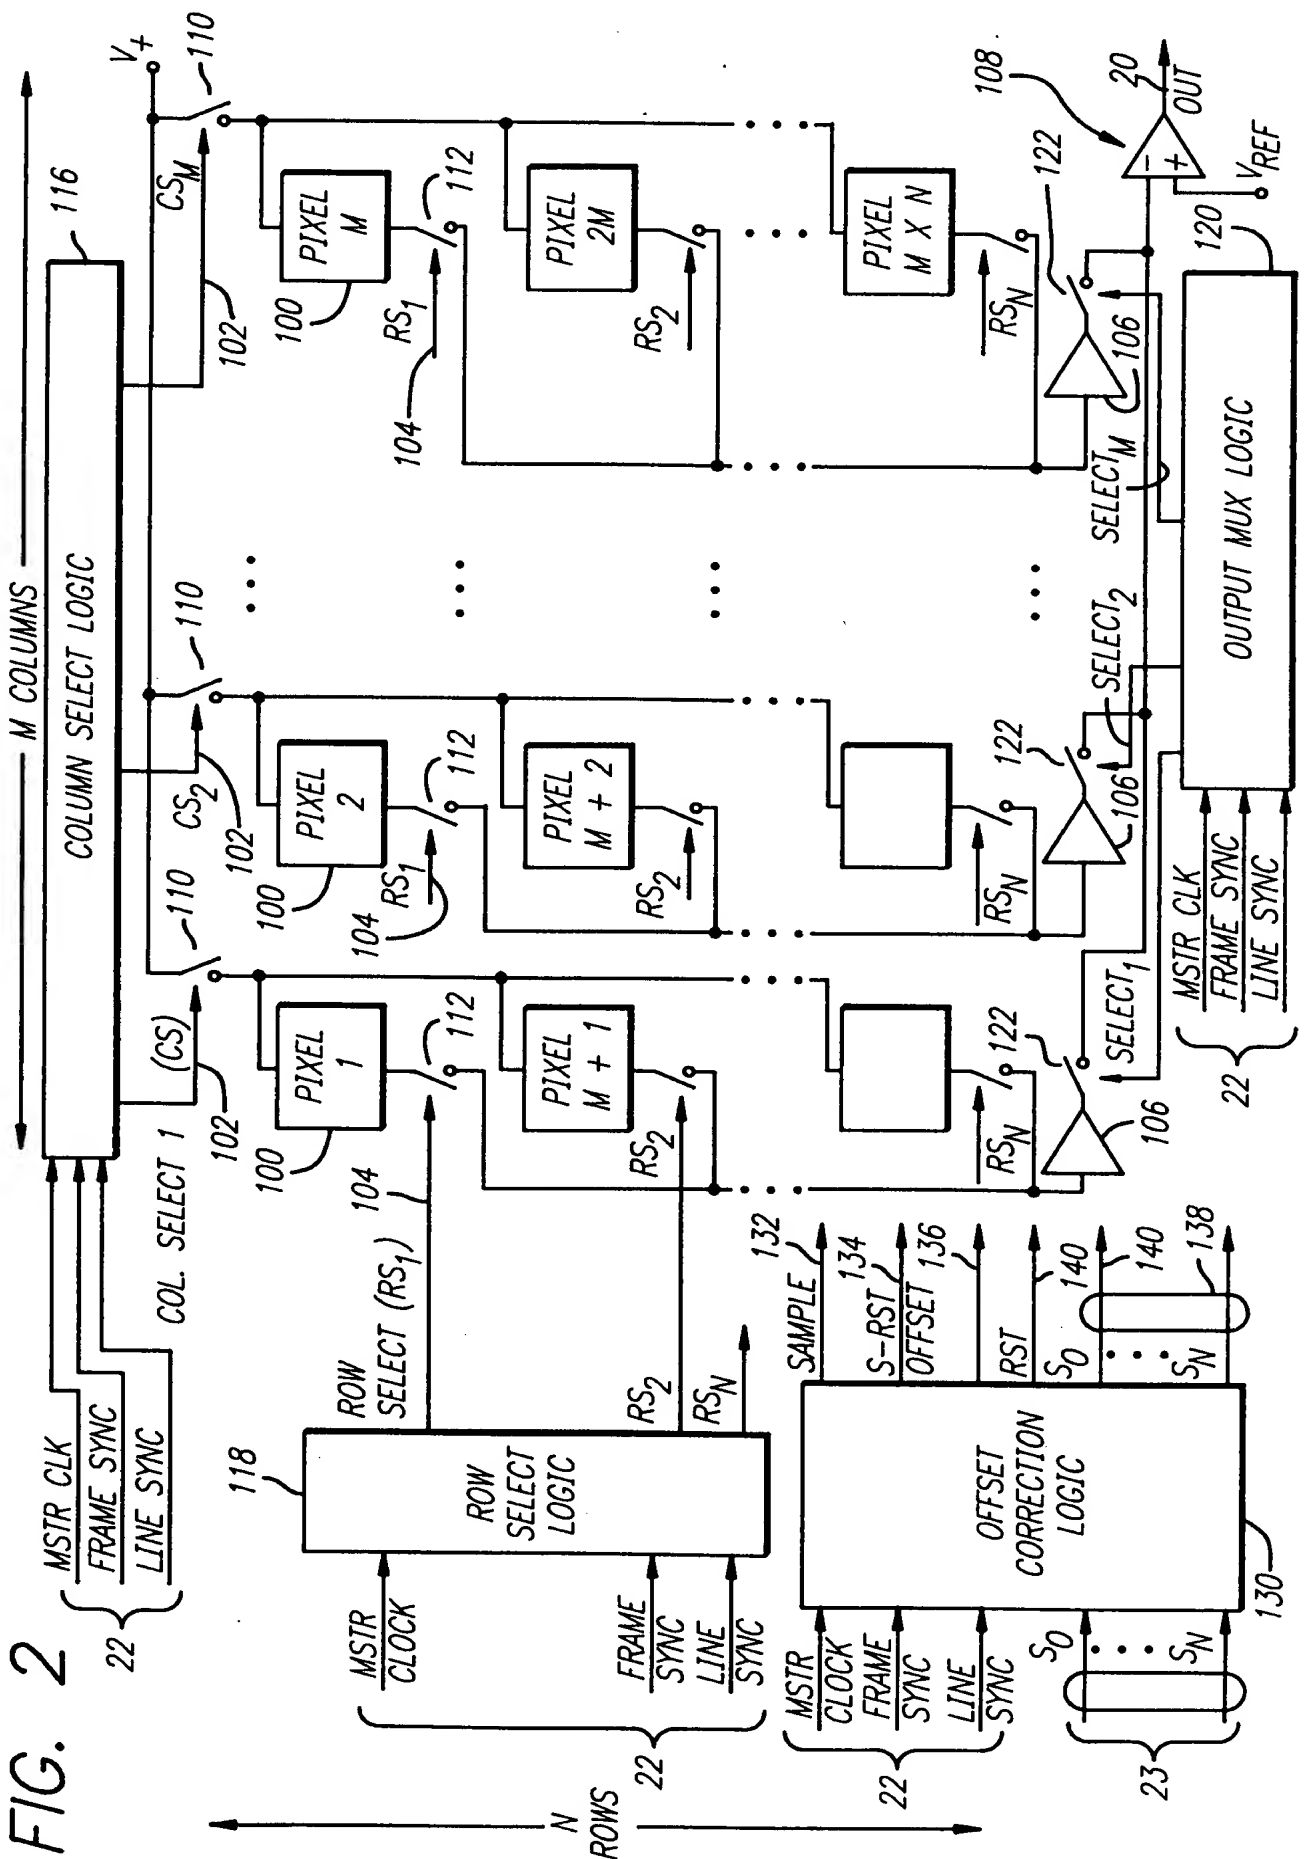 FIG. 2
M COLUMNS
COLUMN SELECT LOGIC
116
MSTR CLK
FRAME SYNC
LINE SYNC
22
COL. SELECT 1 (CS)
102
110
CS2
102
110
CSM
102
110
V+
N ROWS
118
ROW
SELECT
LOGIC
MSTR
CLOCK
FRAME
SYNC
LINE
SYNC
22
ROW
SELECT (RS1)
104
RS2
RSN
PIXEL
1
100
112
PIXEL
2
100
112
104
RS1
PIXEL
M
100
112
RS1
104
PIXEL
M + 1
RS2
PIXEL
M + 2
RS2
PIXEL
2M
RS2
PIXEL
M X N
RSN
RSN
RSN
106
122
SELECT1
106
122
SELECT2
106
122
SELECTM
108
20
OUT
-
+
VREF
OFFSET
CORRECTION
LOGIC
130
MSTR
CLOCK
FRAME
SYNC
LINE
SYNC
22
S0
SN
23
SAMPLE
132
S-RST
134
OFFSET
136
RST
140
S0
140
SN
138
OUTPUT MUX LOGIC
120
MSTR CLK
FRAME SYNC
LINE SYNC
22